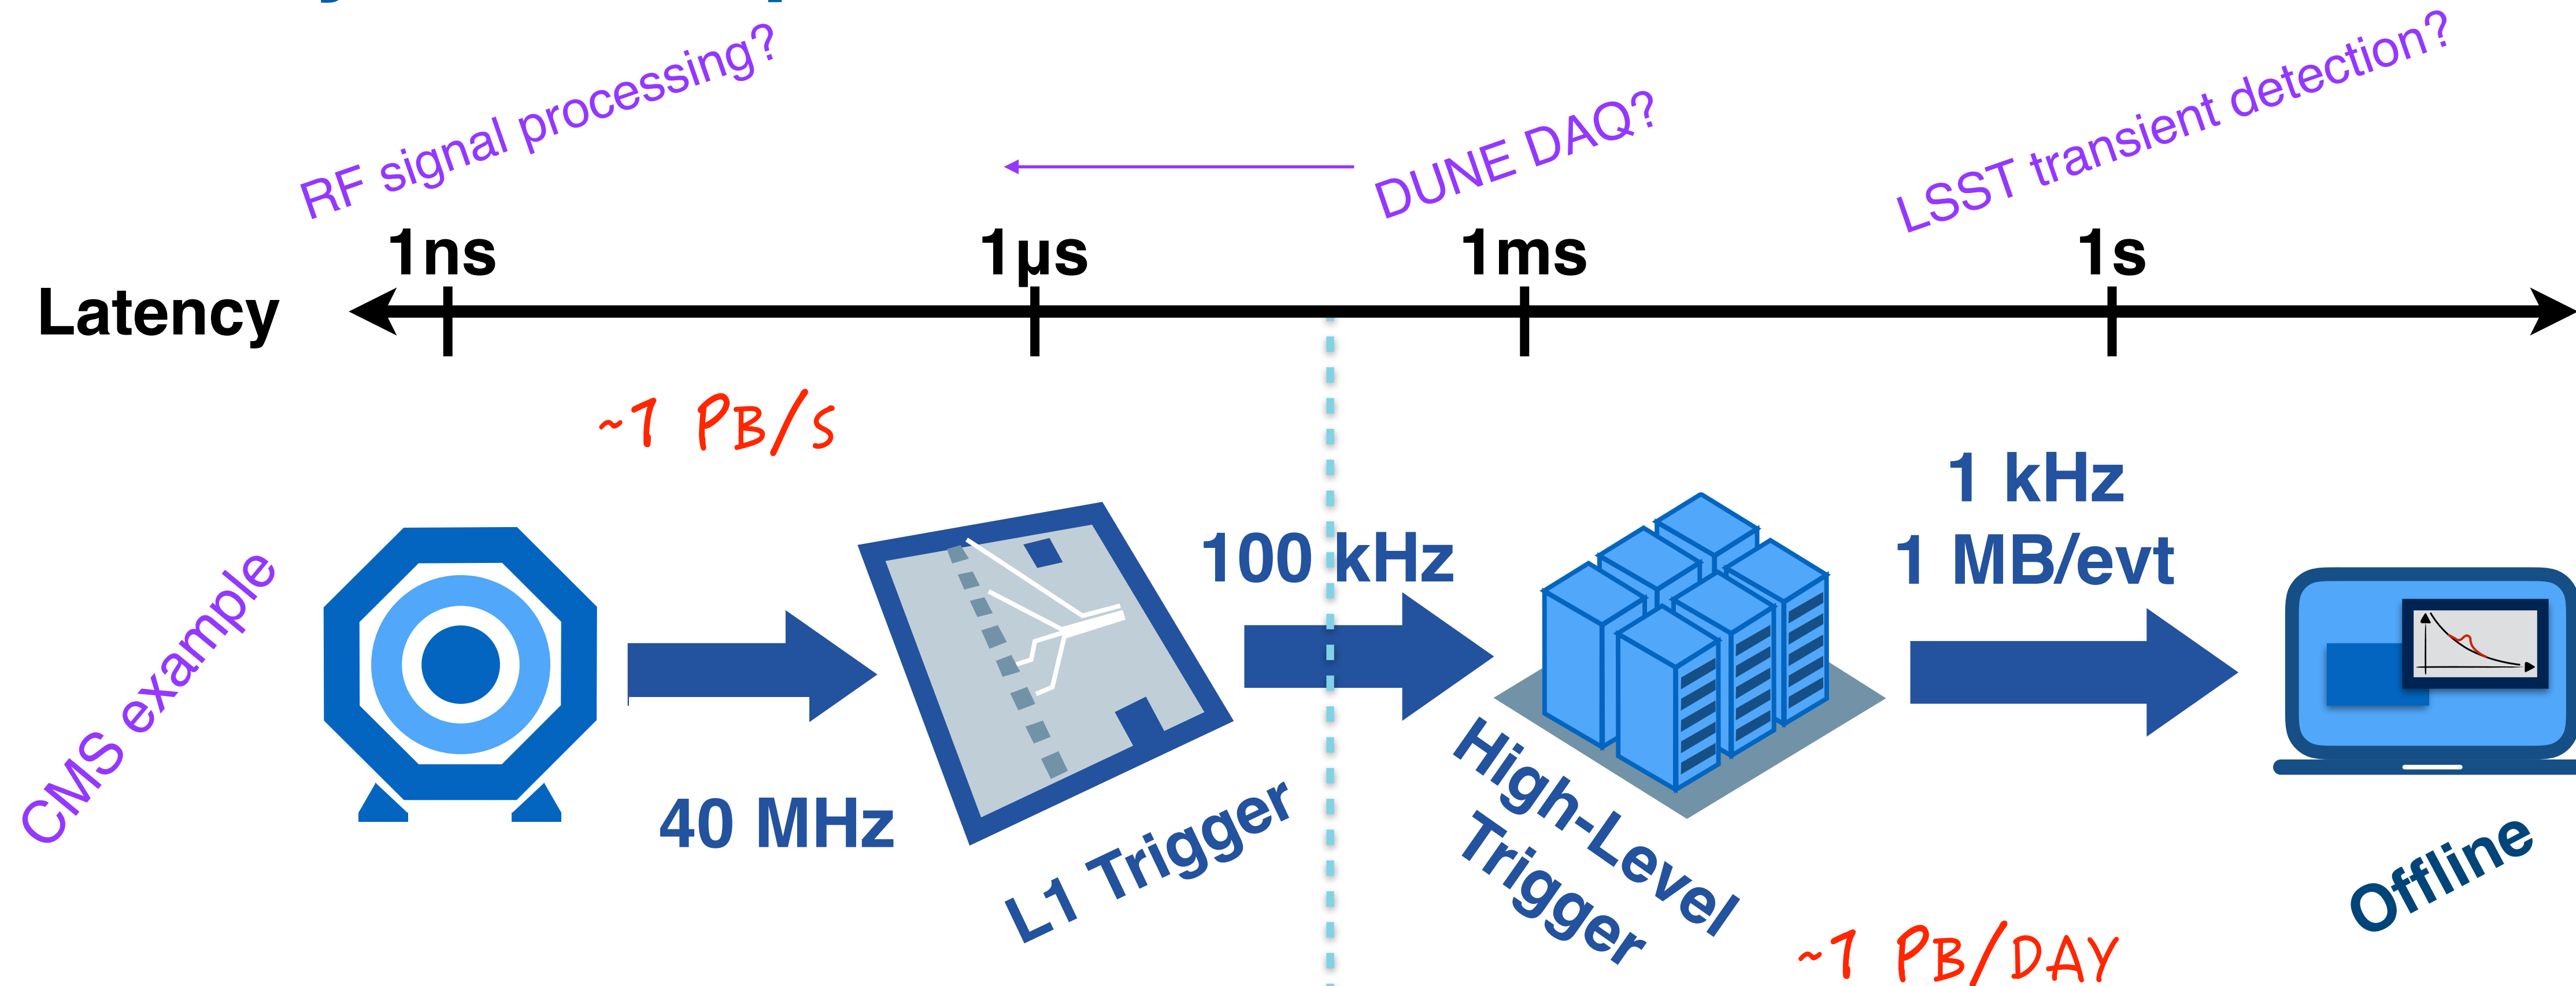 RF signal processing?
DUNE DAQ?
LSST transient detection?
1ns
1µs
1ms
1s
Latency
~1 PB/s
CMS example
40 MHz
L1 Trigger
100 kHz
High-Level
Trigger
1 kHz
1 MB/evt
Offline
~1 PB/DAY